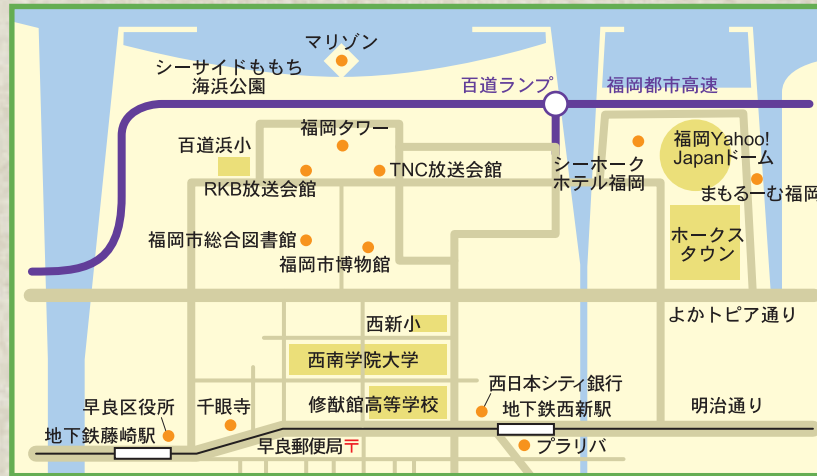 マリゾン
シーサイドももち
海浜公園
百道ランプ
福岡都市高速
福岡タワー
百道浜小
TNC放送会館
RKB放送会館
シーホーク
ホテル福岡
福岡Yahoo!
Japanドーム
まもるーむ福岡
福岡市総合図書館
福岡市博物館
ホークス
タウン
よかトピア通り
西新小
西南学院大学
修猷館高等学校
西日本シティ銀行
地下鉄西新駅
明治通り
早良区役所
千眼寺
地下鉄藤崎駅
早良郵便局〒
プラリバ